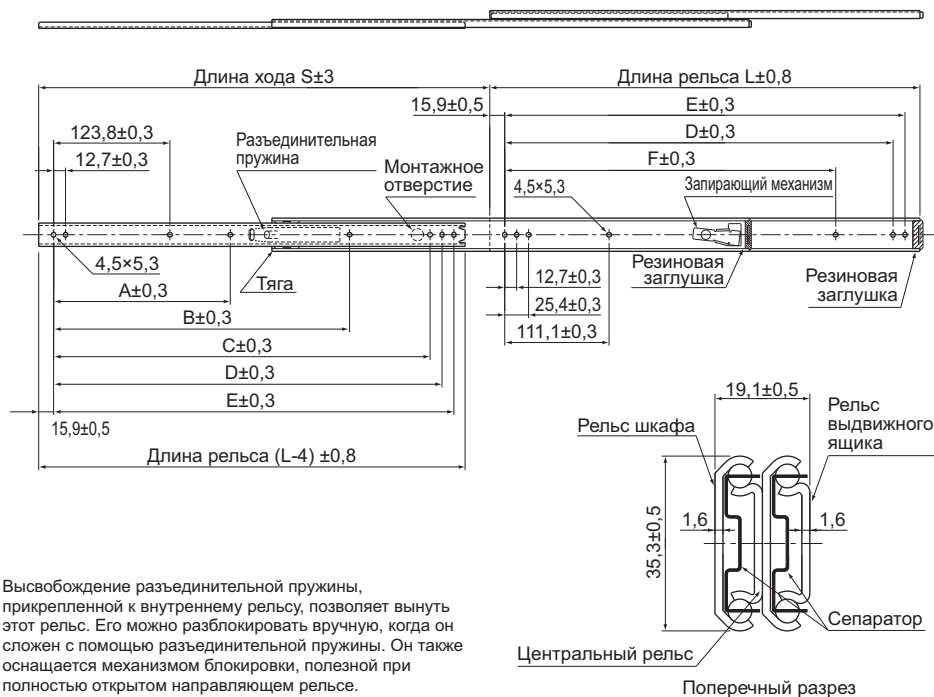 Длина хода S±3
Длина рельса L±0,8
15,9±0,5
E±0,3
D±0,3
F±0,3
123,8±0,3
12,7±0,3
Разъединительная
пружина
Монтажное
отверстие
4,5×5,3
Запирающий механизм
4,5×5,3
A±0,3
Тяга
B±0,3
C±0,3
D±0,3
E±0,3
15,9±0,5
Длина рельса (L-4) ±0,8
12,7±0,3
25,4±0,3
111,1±0,3
Резиновая
заглушка
Резиновая
заглушка
19,1±0,5
Рельс шкафа
Рельс
выдвижного
ящика
35,3±0,5
1,6
1,6
Сепаратор
Центральный рельс
Поперечный разрез
Высвобождение разъединительной пружины,
прикрепленной к внутреннему рельсу, позволяет вынуть
этот рельс. Его можно разблокировать вручную, когда он
сложен с помощью разъединительной пружины. Он также
оснащается механизмом блокировки, полезной при
полностью открытом направляющем рельсе.